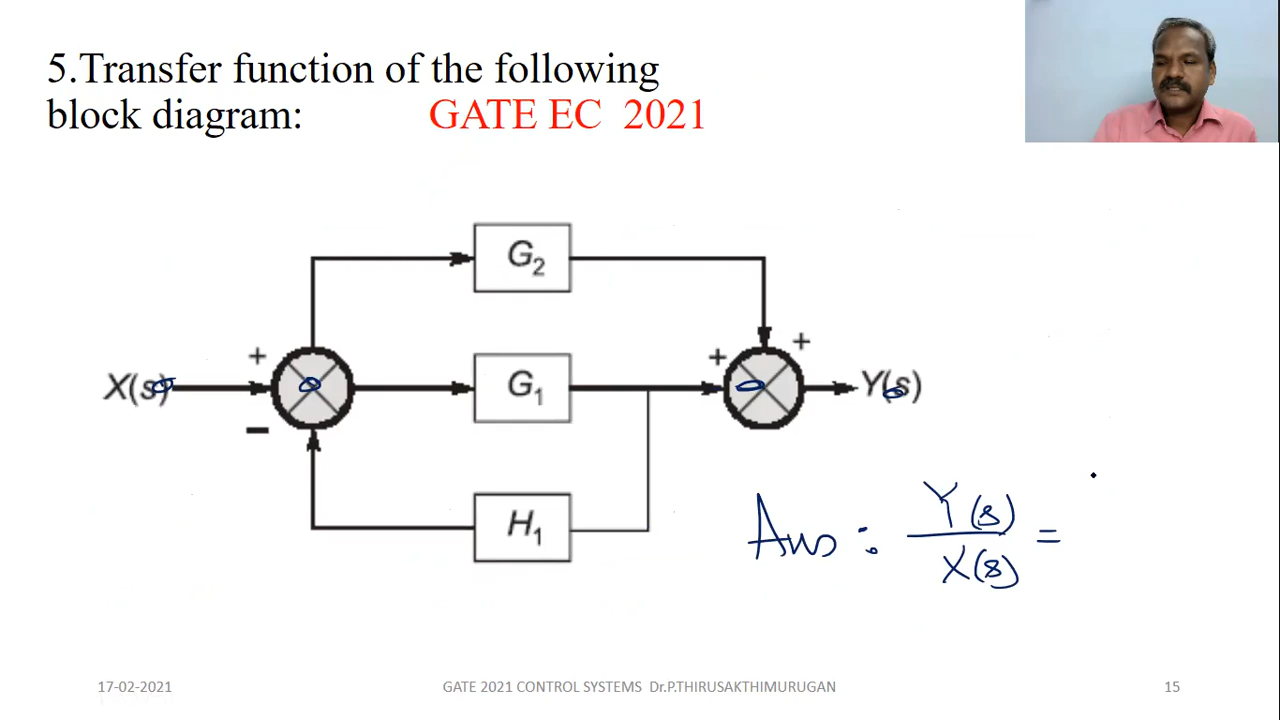 5.Transfer function of the following
block diagram: GATE EC 2021
G2
+
+
+
X(s)
G1
Y(s)
−
H1
Ans : Y(s)
X(s) =
17-02-2021
GATE 2021 CONTROL SYSTEMS Dr.P.THIRUSAKTHIMURUGAN
15